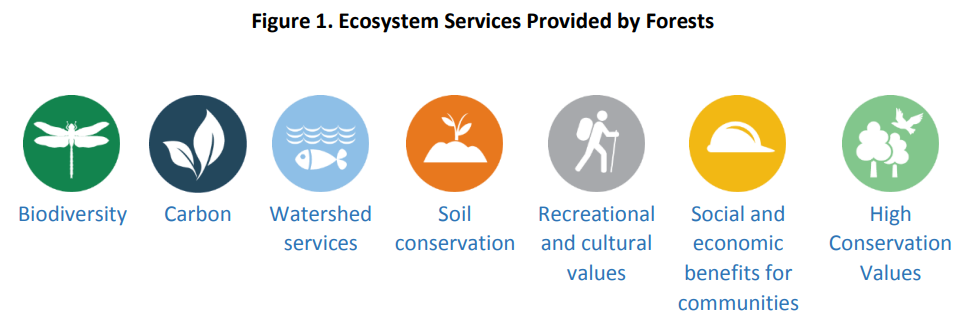 Figure 1. Ecosystem Services Provided by Forests
Biodiversity
Carbon
Watershed
services
Soil
conservation
Recreational
and cultural
values
Social and
economic
benefits for
communities
High
Conservation
Values